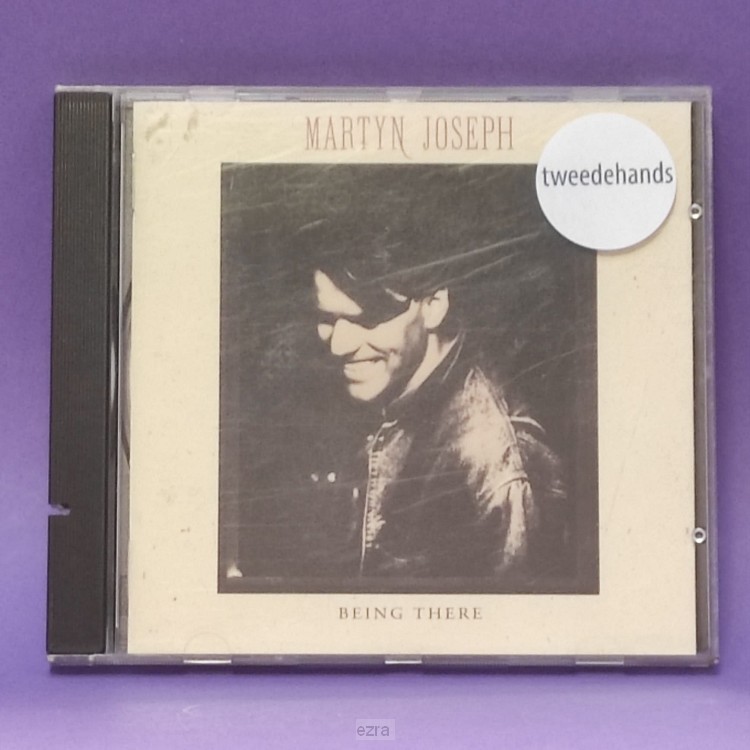 MARTYN JOSEPH
tweedehands
BEING THERE
ezra